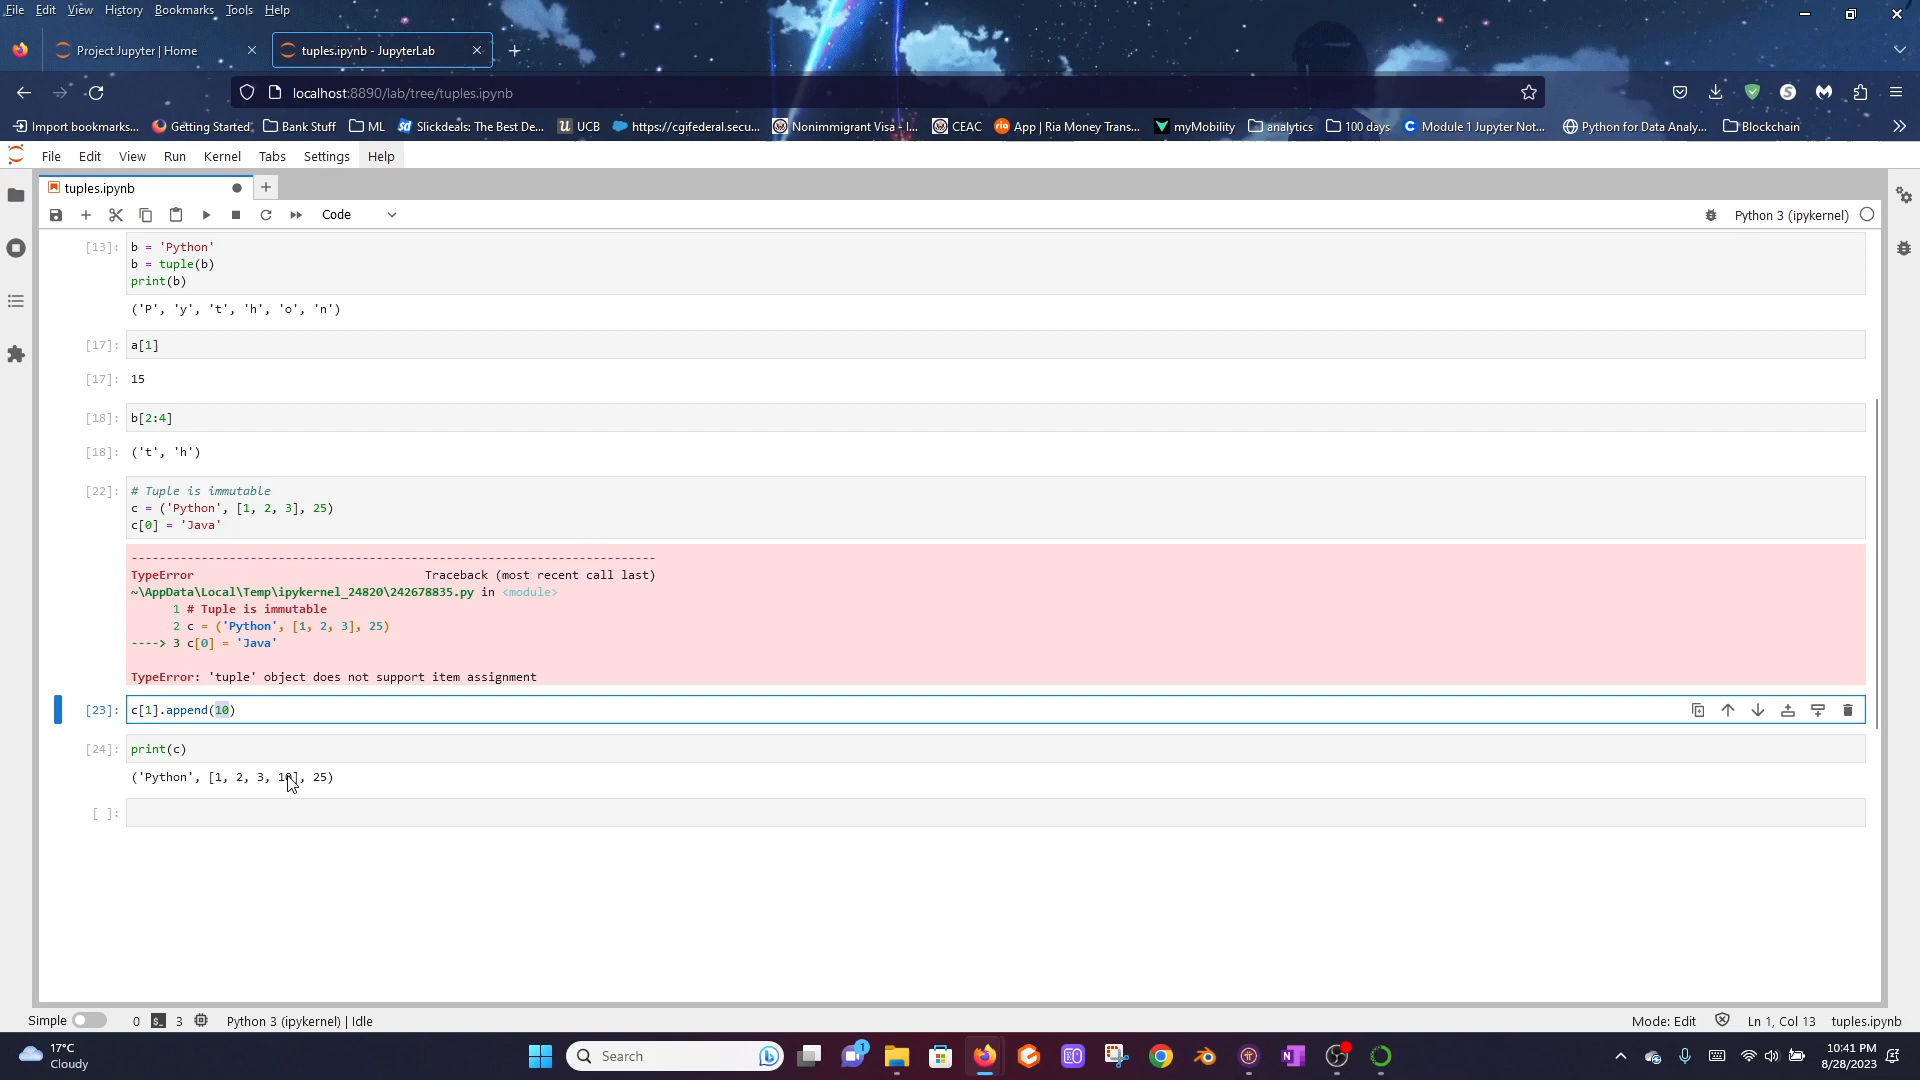 File Edit View History Bookmarks Tools Help
Project Jupyter | Home
tuples.ipynb - JupyterLab
localhost:8890/lab/tree/tuples.ipynb
Import bookmarks... Getting Started Bank Stuff ML Slickdeals: The Best De... UCB https://cgifederal.secu... Nonimmigrant Visa - I... CEAC App | Ria Money Trans... myMobility analytics 100 days Module 1 Jupyter Not... Python for Data Analy... Blockchain
File Edit View Run Kernel Tabs Settings Help
tuples.ipynb
Code
Python 3 (ipykernel)
[13]: b = 'Python'
b = tuple(b)
print(b)
('P', 'y', 't', 'h', 'o', 'n')
[17]: a[1]
[17]: 15
[18]: b[2:4]
[18]: ('t', 'h')
[22]: # Tuple is immutable
c = ('Python', [1, 2, 3], 25)
c[0] = 'Java'
---------------------------------------------------------------------------
TypeError Traceback (most recent call last)
~\AppData\Local\Temp\ipykernel_24820\242678835.py in <module>
1 # Tuple is immutable
2 c = ('Python', [1, 2, 3], 25)
----> 3 c[0] = 'Java'
TypeError: 'tuple' object does not support item assignment
[23]: c[1].append(10)
[24]: print(c)
('Python', [1, 2, 3, 10], 25)
[ ]:
Simple 0 3 Python 3 (ipykernel) | Idle
Mode: Edit Ln 1, Col 13 tuples.ipynb
17°C
Cloudy
Search
1
10:41 PM
8/28/2023